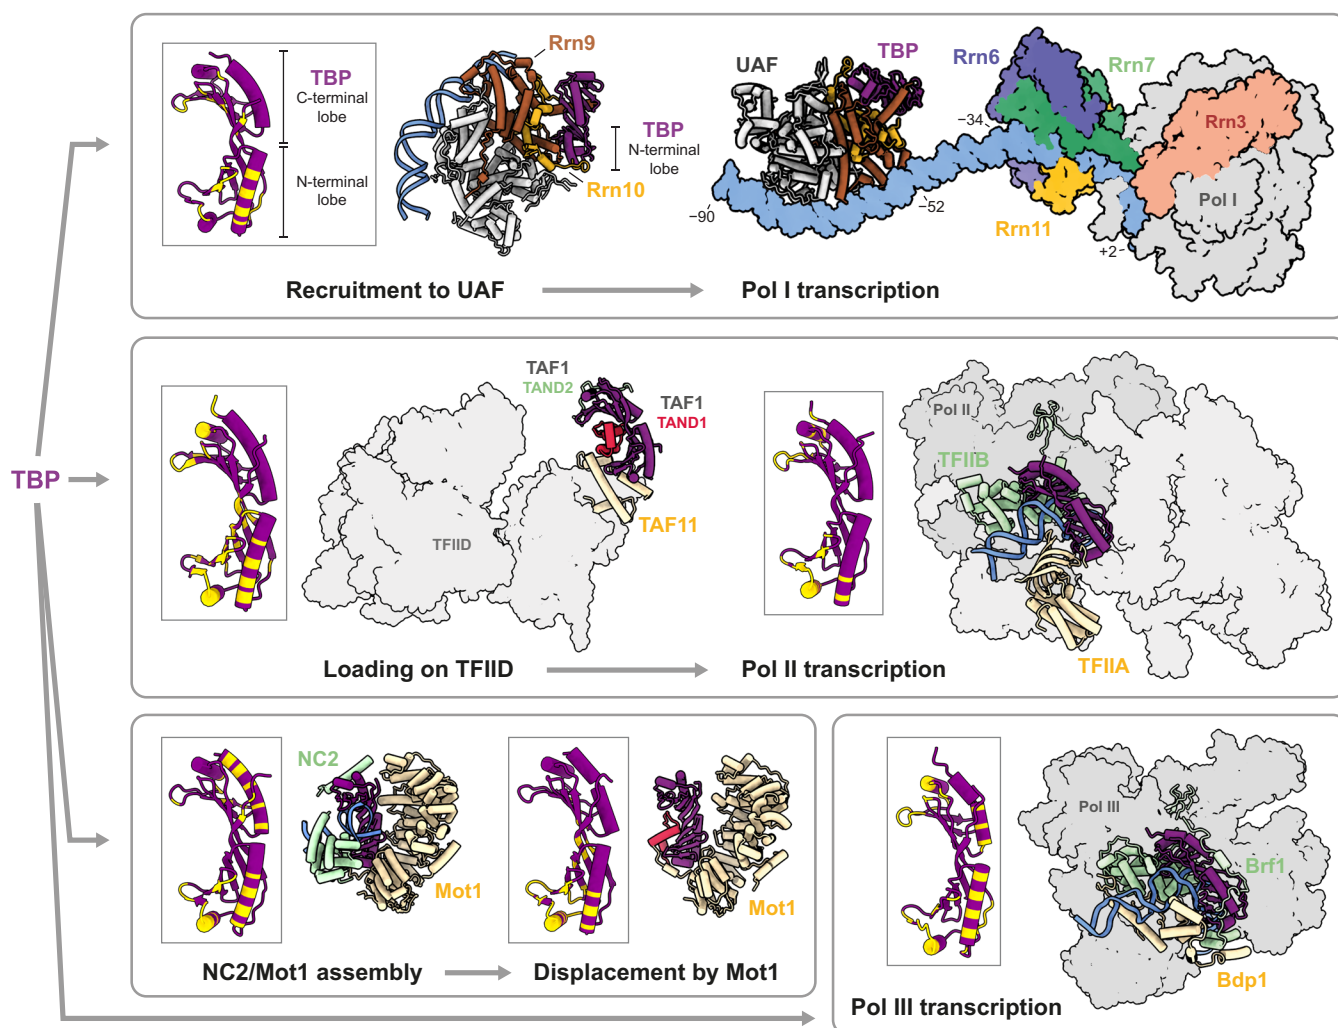 TBP
TBP
C-terminal
lobe
N-terminal
lobe
Rrn9
TBP
N-terminal
lobe
Rrn10
Recruitment to UAF
UAF
TBP
−90
−52
Rrn6
Rrn7
−34
Rrn3
Rrn11
Pol I
+2
Pol I transcription
TAF1
TAND2
TAF1
TAND1
TFIID
TAF11
Loading on TFIID
Pol II
TFIIB
TFIIA
Pol II transcription
NC2
Mot1
NC2/Mot1 assembly
Mot1
Displacement by Mot1
Pol III
Brf1
Bdp1
Pol III transcription